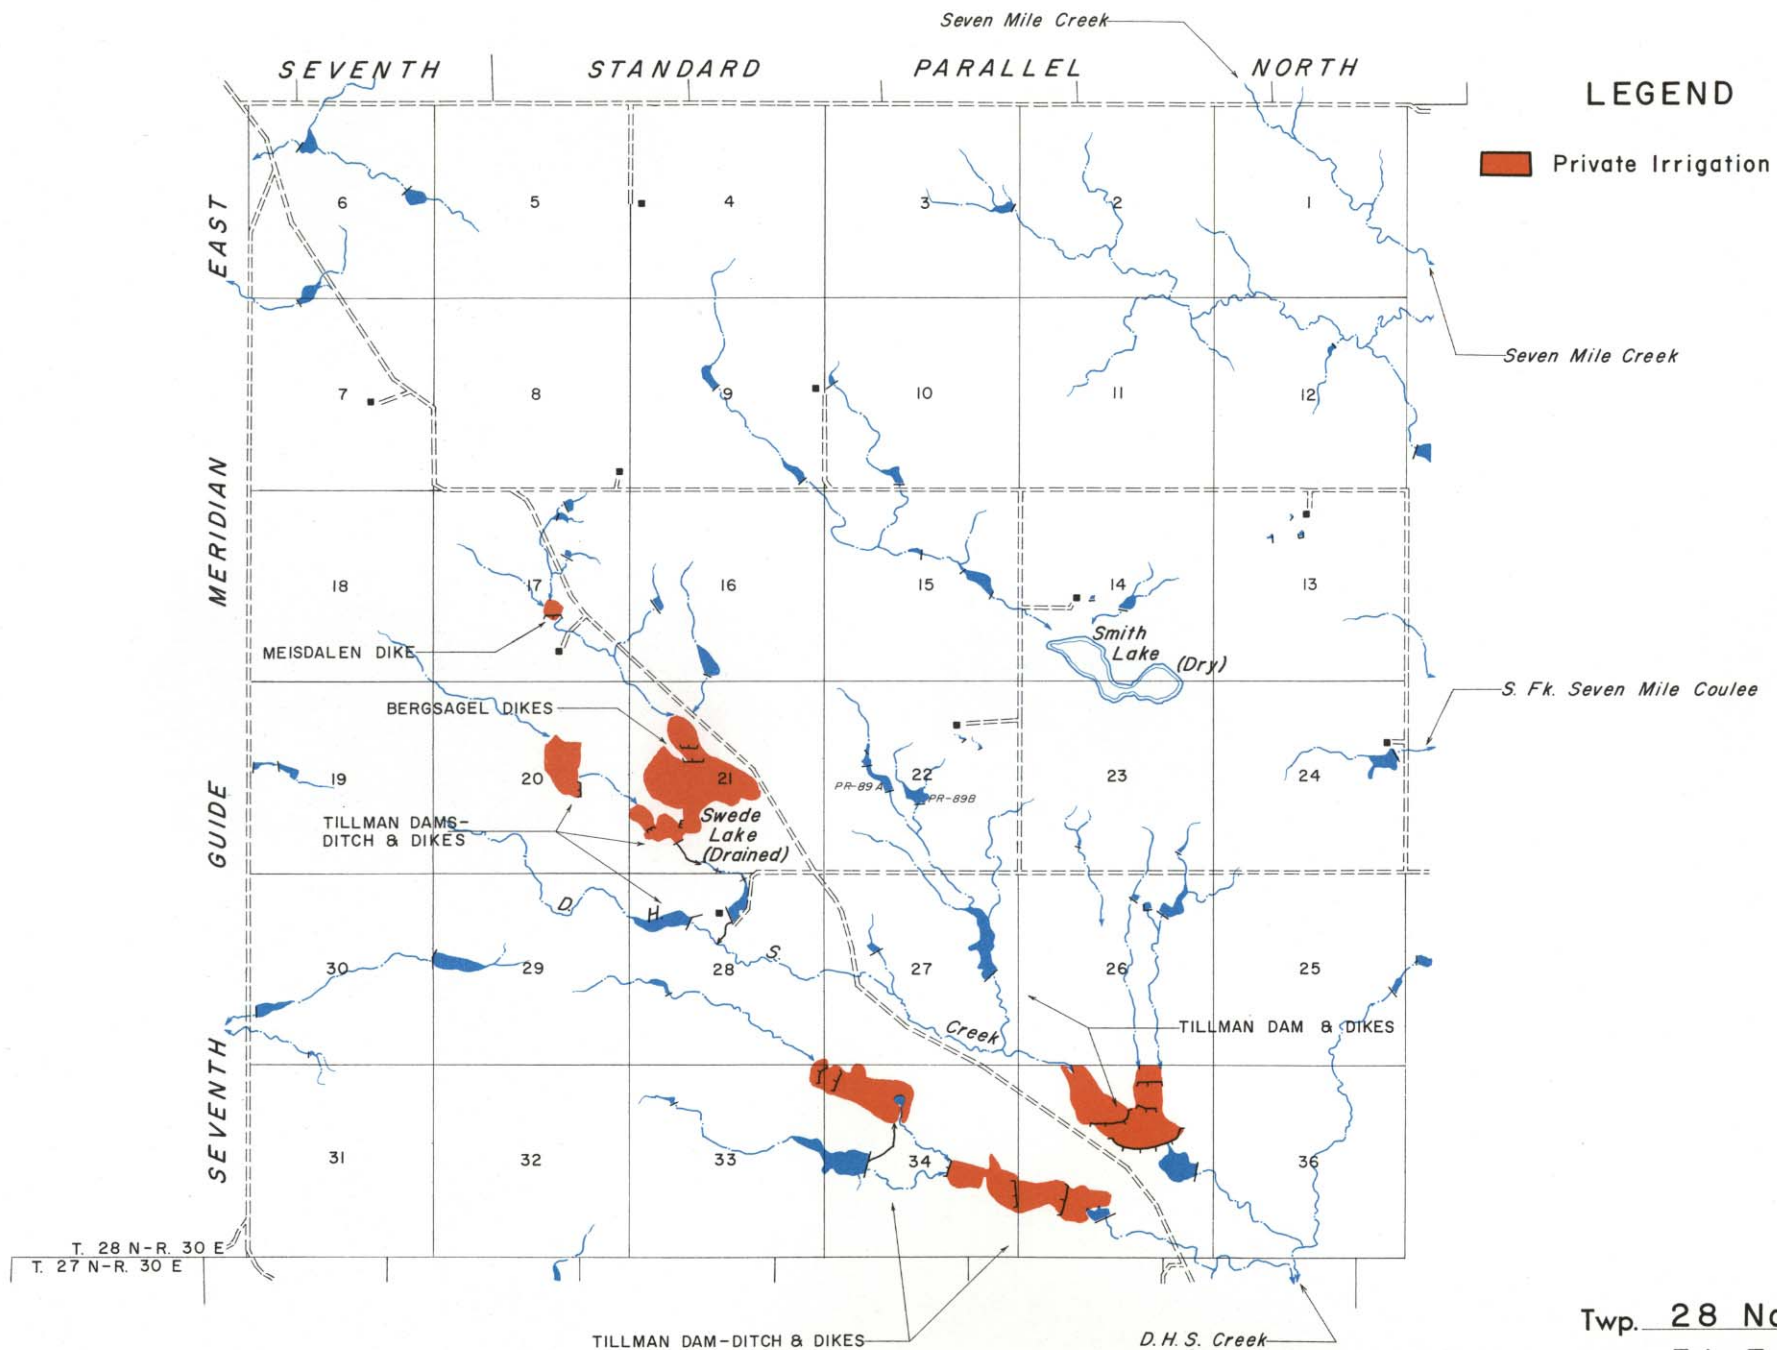 Seven Mile Creek
SEVENTH STANDARD PARALLEL NORTH
LEGEND
Private Irrigation
EAST
MERIDIAN
GUIDE
SEVENTH
6 5 4 3 2 1
Seven Mile Creek
7 8 9 10 11 12
18 17 16 15 14 13
MEISDALEN DIKE
Smith
Lake
(Dry)
S. Fk. Seven Mile Coulee
BERGSAGEL DIKES
19 20 21 22 23 24
PR-89A
PR-89B
TILLMAN DAMS-
DITCH & DIKES
Swede
Lake
(Drained)
D. H. S. Creek
30 29 28 27 26 25
TILLMAN DAM & DIKES
31 32 33 34 36
T. 28 N-R. 30 E
T. 27 N-R. 30 E
TILLMAN DAM-DITCH & DIKES
D.H.S. Creek
Twp. 28 No